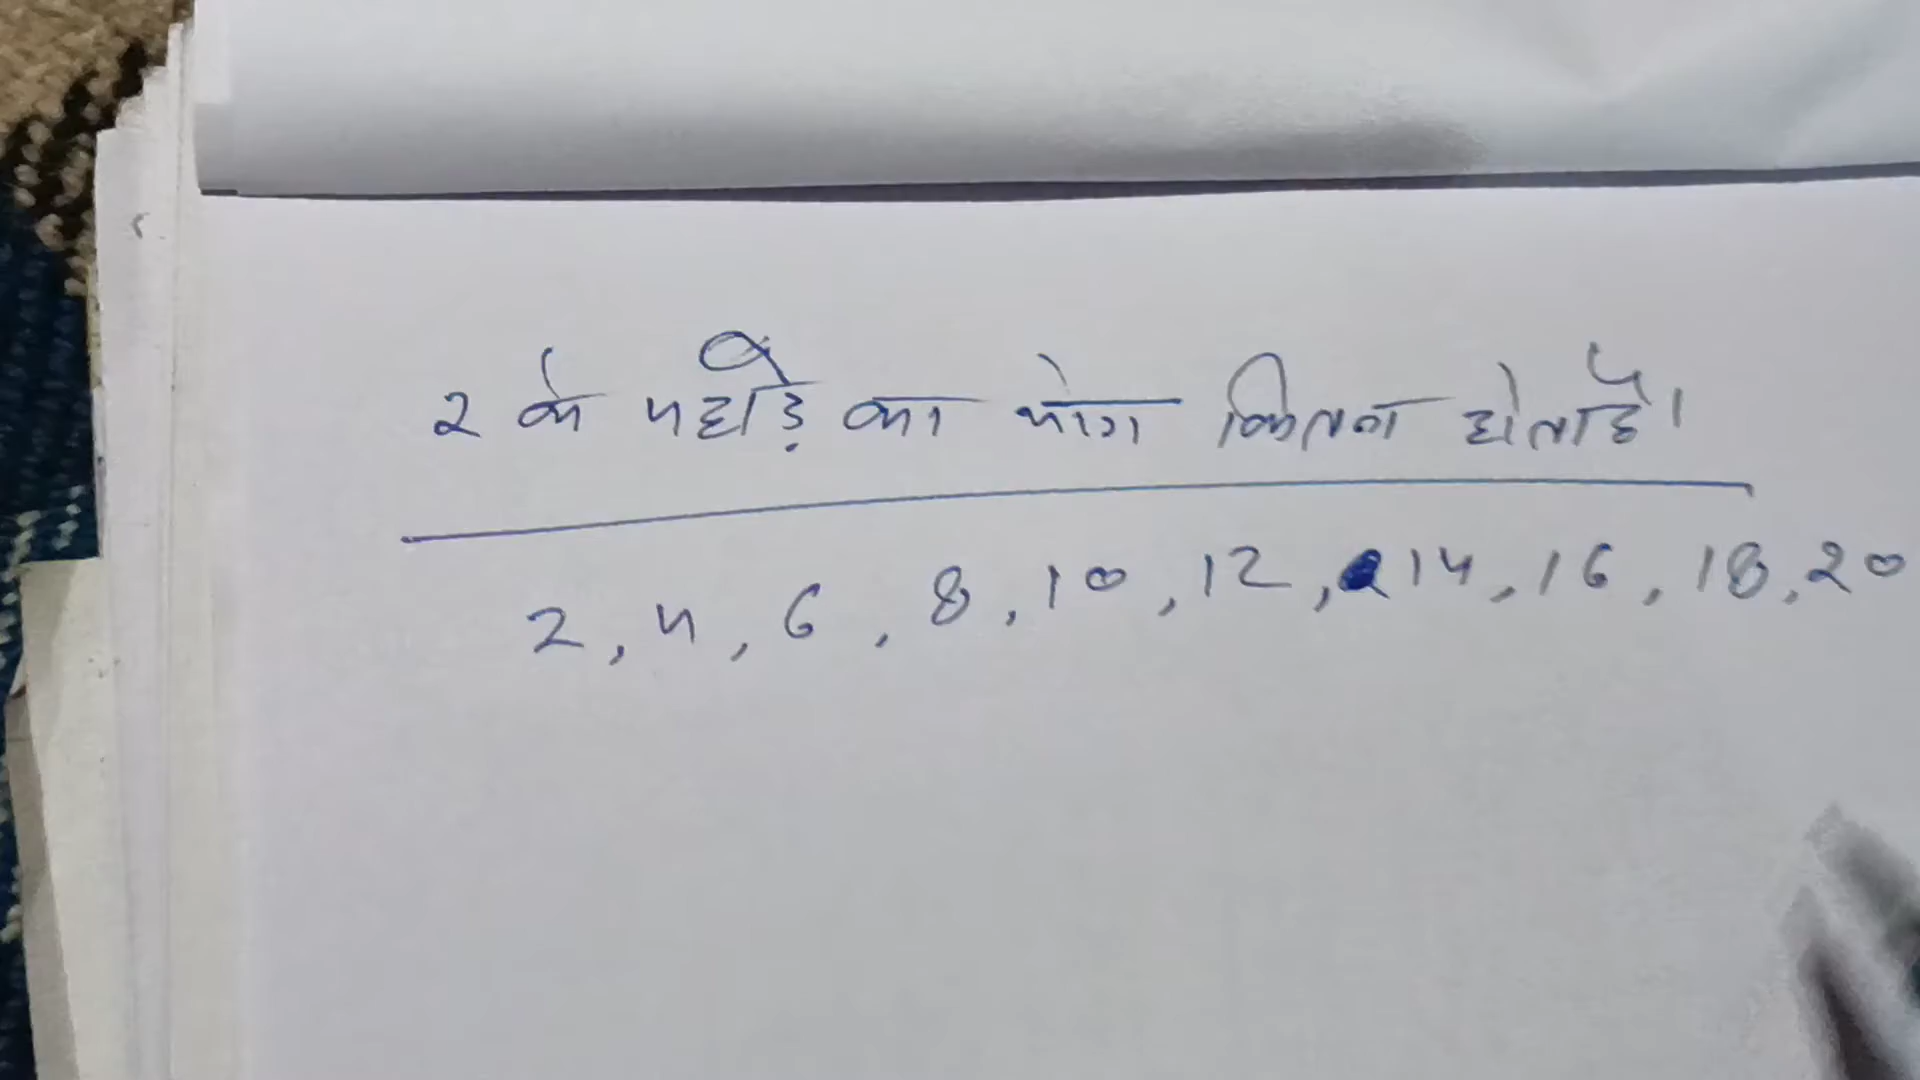 2 के पहाड़े का योग कितना होता है।
2, 4, 6, 8, 10, 12, 14, 16, 18, 20